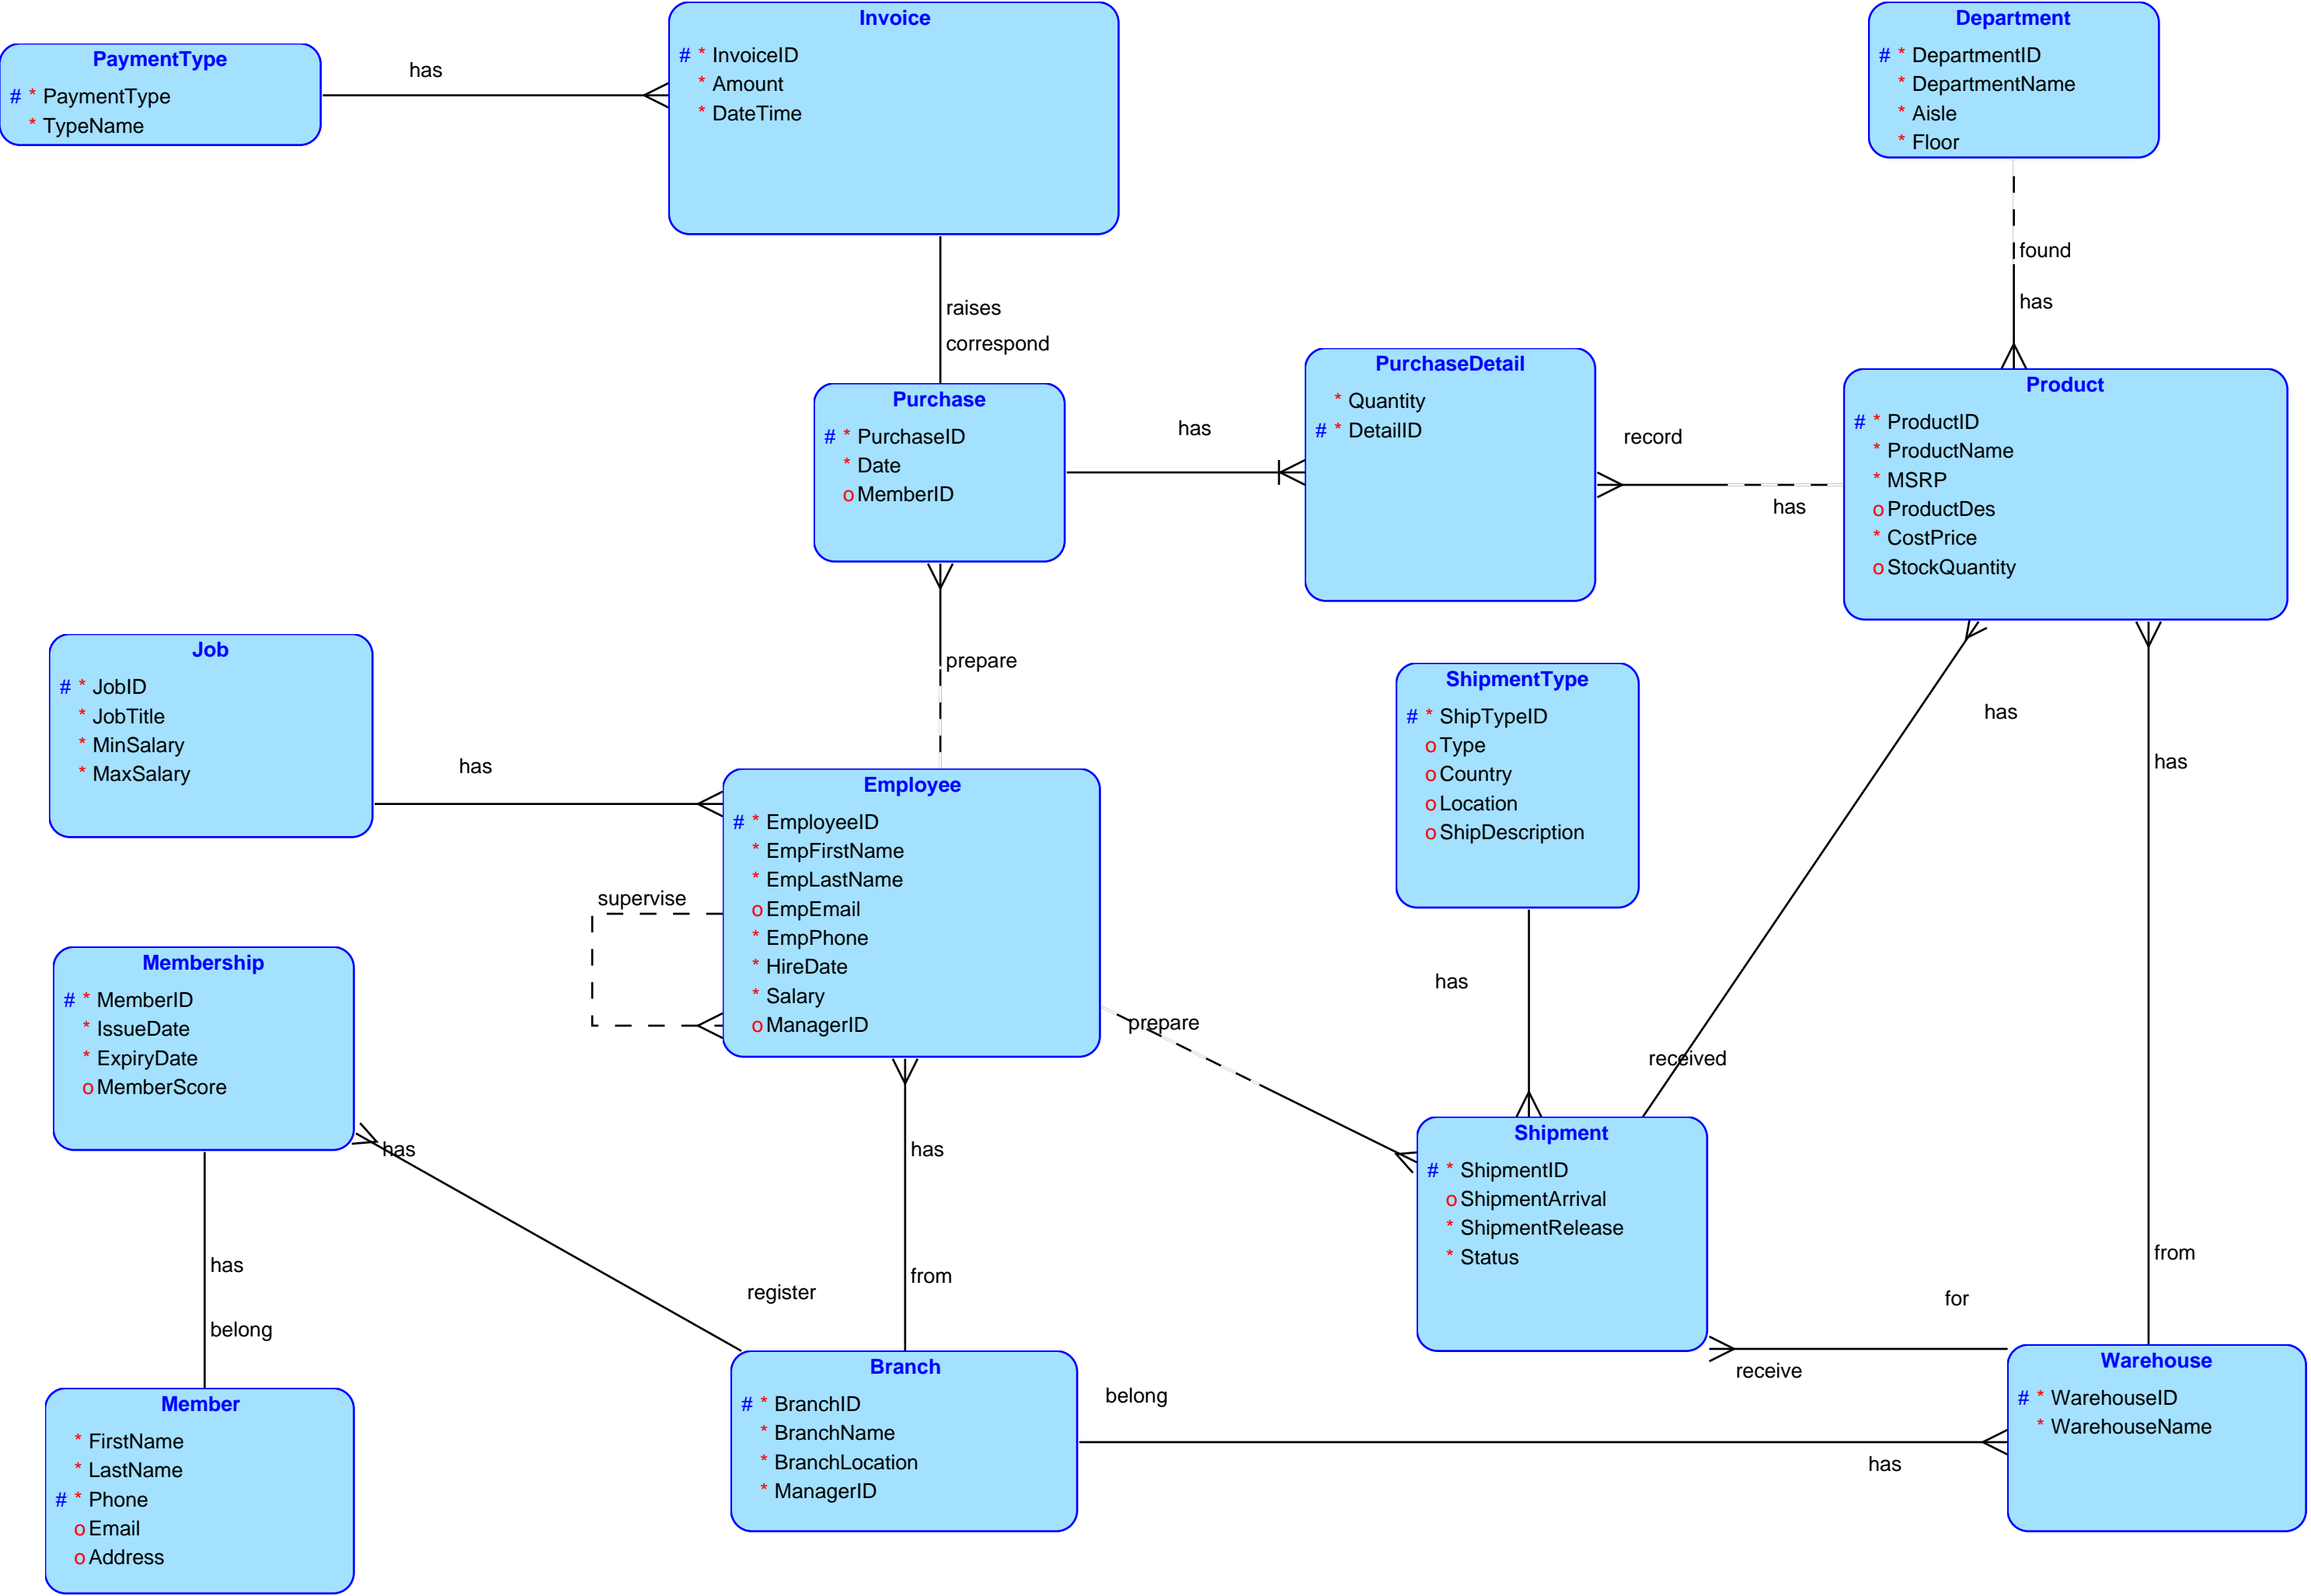 PaymentType
# * PaymentType
* TypeName
has
Invoice
# * InvoiceID
* Amount
* DateTime
Department
# * DepartmentID
* DepartmentName
* Aisle
* Floor
found
has
raises
correspond
Purchase
# * PurchaseID
* Date
o MemberID
has
PurchaseDetail
* Quantity
# * DetailID
record
has
Product
# * ProductID
* ProductName
* MSRP
o ProductDes
* CostPrice
o StockQuantity
prepare
Job
# * JobID
* JobTitle
* MinSalary
* MaxSalary
has
Employee
# * EmployeeID
* EmpFirstName
* EmpLastName
o EmpEmail
* EmpPhone
* HireDate
* Salary
o ManagerID
supervise
ShipmentType
# * ShipTypeID
o Type
o Country
o Location
o ShipDescription
has
has
has
prepare
received
Membership
# * MemberID
* IssueDate
* ExpiryDate
o MemberScore
has
has
Shipment
# * ShipmentID
o ShipmentArrival
* ShipmentRelease
* Status
has
from
register
from
for
belong
receive
Member
* FirstName
* LastName
# * Phone
o Email
o Address
Branch
# * BranchID
* BranchName
* BranchLocation
* ManagerID
belong
has
Warehouse
# * WarehouseID
* WarehouseName